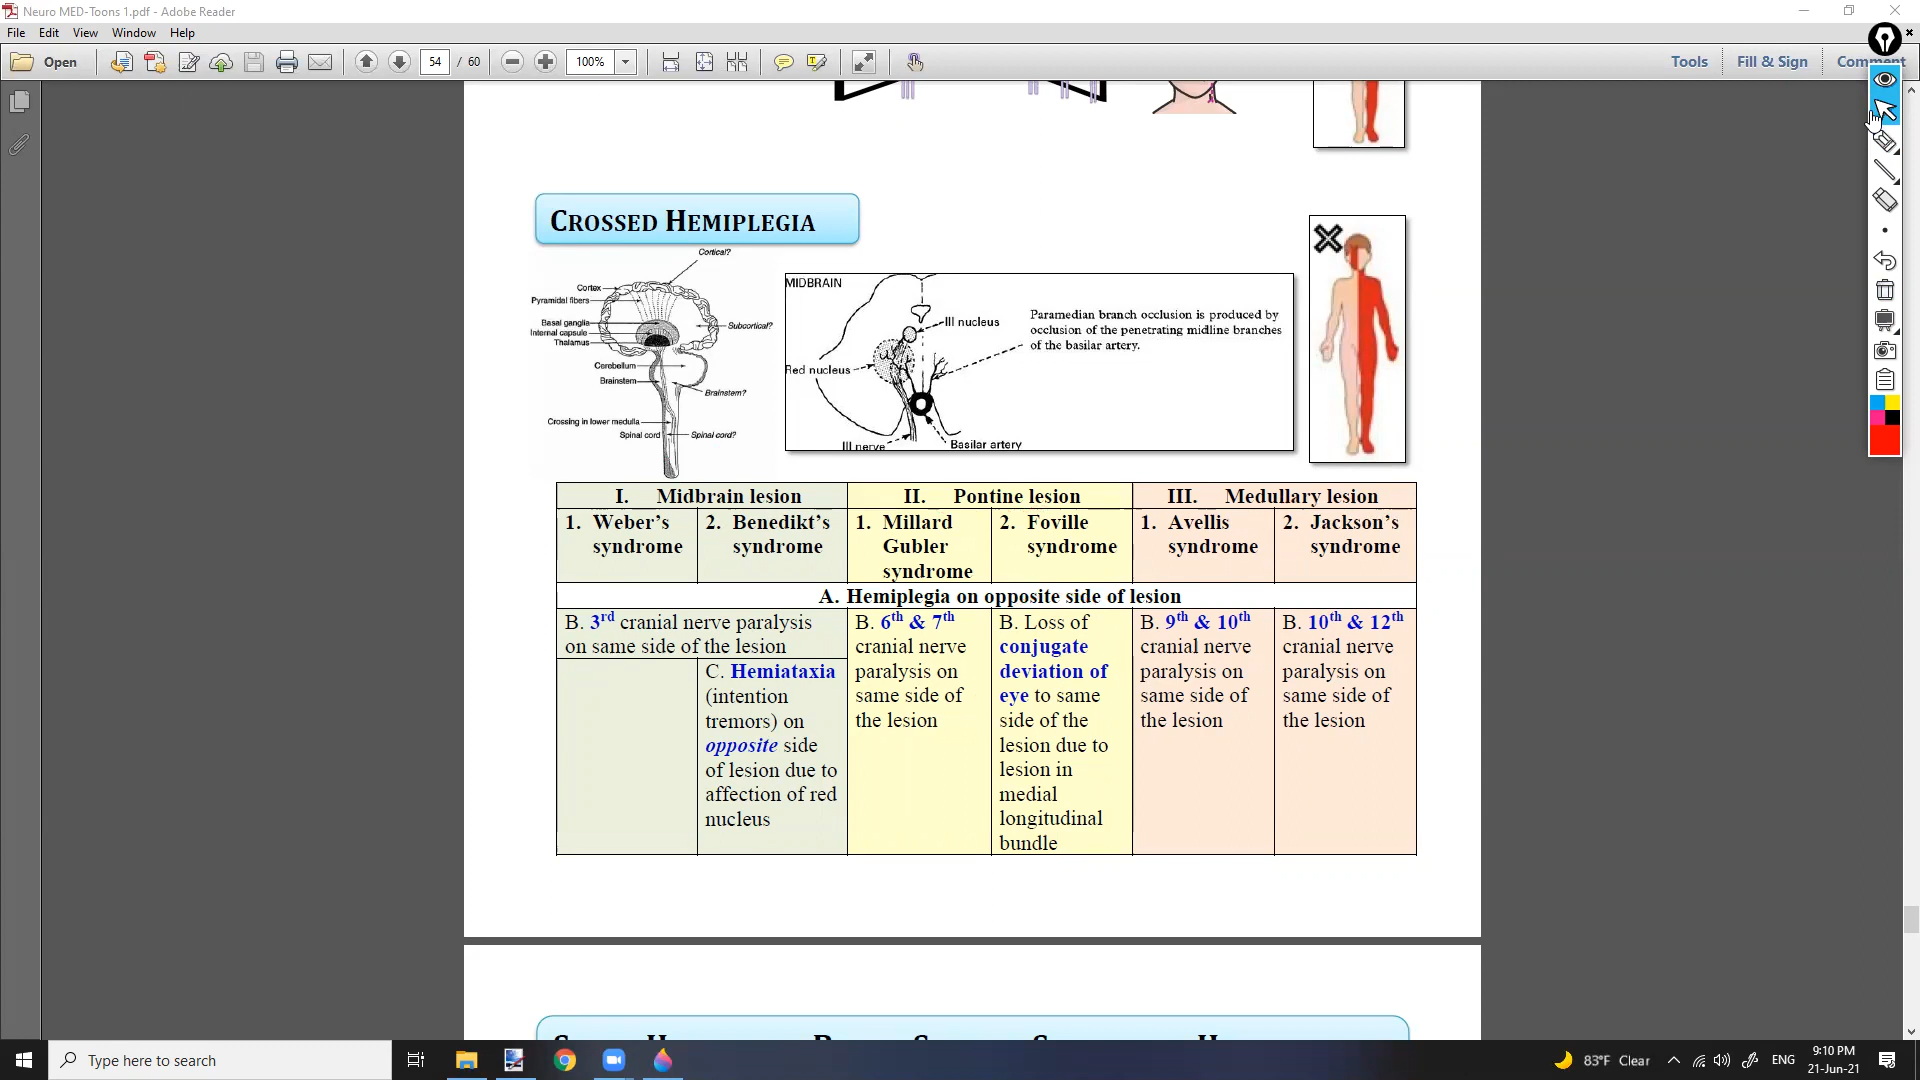 Neuro MED-Toons 1.pdf - Adobe Reader
File Edit View Window Help
Open 54 / 60 100% Tools Fill & Sign Comment
CROSSED HEMIPLEGIA
Cortical?
Cortex
Pyramidal fibers
Basal ganglia
Internal capsule
Thalamus
Subcortical?
Cerebellum
Brainstem
Brainstem?
Crossing in lower medulla
Spinal cord
Spinal cord?
MIDBRAIN
III nucleus
Red nucleus
III nerve
Basilar artery
Paramedian branch occlusion is produced by
occlusion of the penetrating midline branches
of the basilar artery.
I. Midbrain lesion
II. Pontine lesion
III. Medullary lesion
1. Weber's
syndrome
2. Benedikt's
syndrome
1. Millard
Gubler
syndrome
2. Foville
syndrome
1. Avellis
syndrome
2. Jackson's
syndrome
A. Hemiplegia on opposite side of lesion
B. 3rd cranial nerve paralysis
on same side of the lesion
C. Hemiataxia
(intention
tremors) on
opposite side
of lesion due to
affection of red
nucleus
B. 6th & 7th
cranial nerve
paralysis on
same side of
the lesion
B. Loss of
conjugate
deviation of
eye to same
side of the
lesion due to
lesion in
medial
longitudinal
bundle
B. 9th & 10th
cranial nerve
paralysis on
same side of
the lesion
B. 10th & 12th
cranial nerve
paralysis on
same side of
the lesion
Type here to search
83°F Clear
ENG
9:10 PM
21-Jun-21